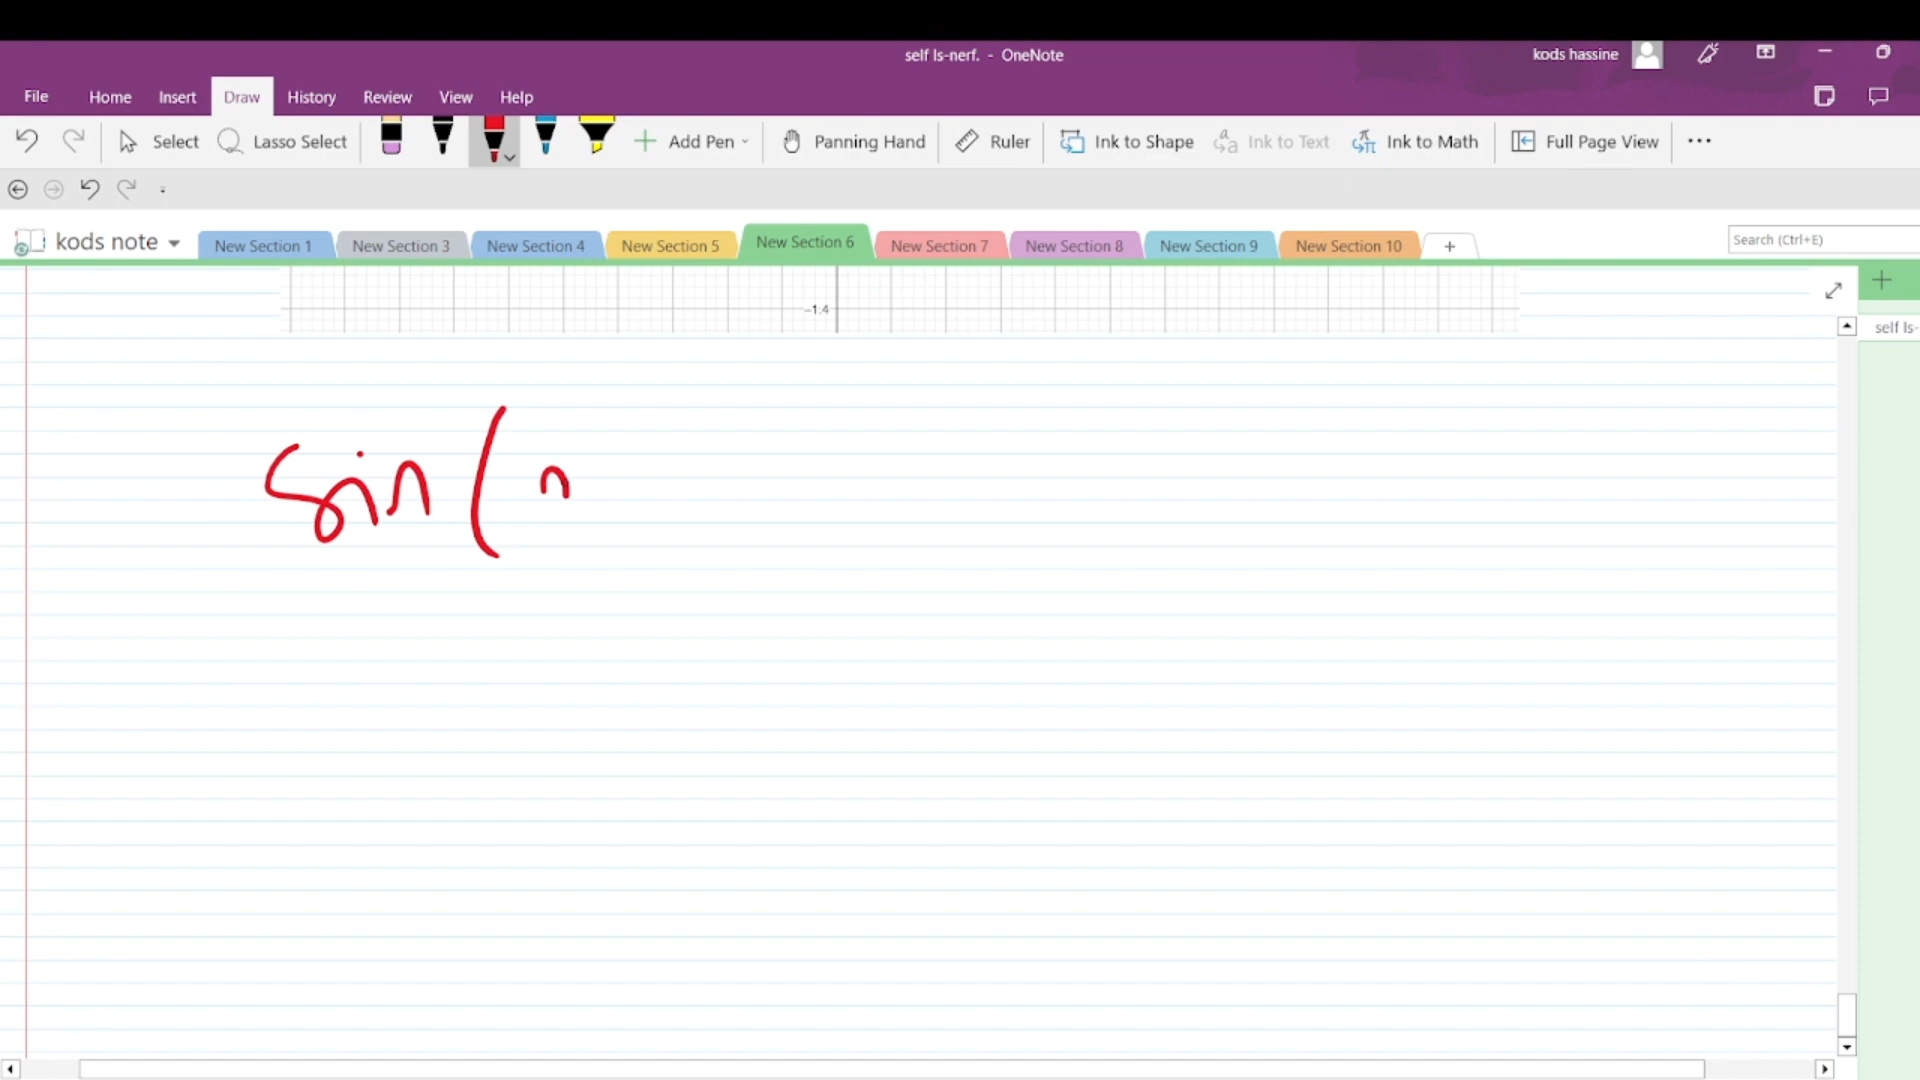 self ls-nerf. - OneNote
kods hassine
File Home Insert Draw History Review View Help
Select Lasso Select Add Pen Panning Hand Ruler Ink to Shape Ink to Text Ink to Math Full Page View
kods note New Section 1 New Section 3 New Section 4 New Section 5 New Section 6 New Section 7 New Section 8 New Section 9 New Section 10 Search (Ctrl+E)
−1.4
self ls-
sin (